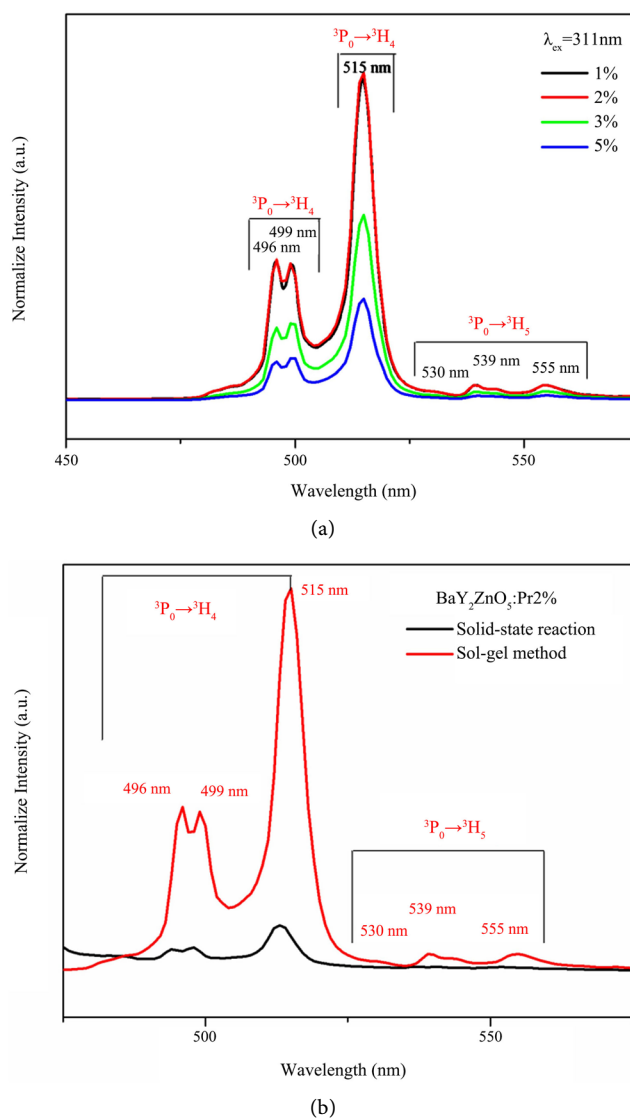 ³P₀→³H₄
515 nm
λex=311nm
1%
2%
3%
5%
³P₀→³H₄
499 nm
496 nm
³P₀→³H₅
530 nm
539 nm
555 nm
Normalize Intensity (a.u.)
450
500
550
Wavelength (nm)
(a)
³P₀→³H₄
515 nm
BaY₂ZnO₅:Pr2%
Solid-state reaction
Sol-gel method
496 nm
499 nm
³P₀→³H₅
530 nm
539 nm
555 nm
Normalize Intensity (a.u.)
500
550
Wavelength (nm)
(b)